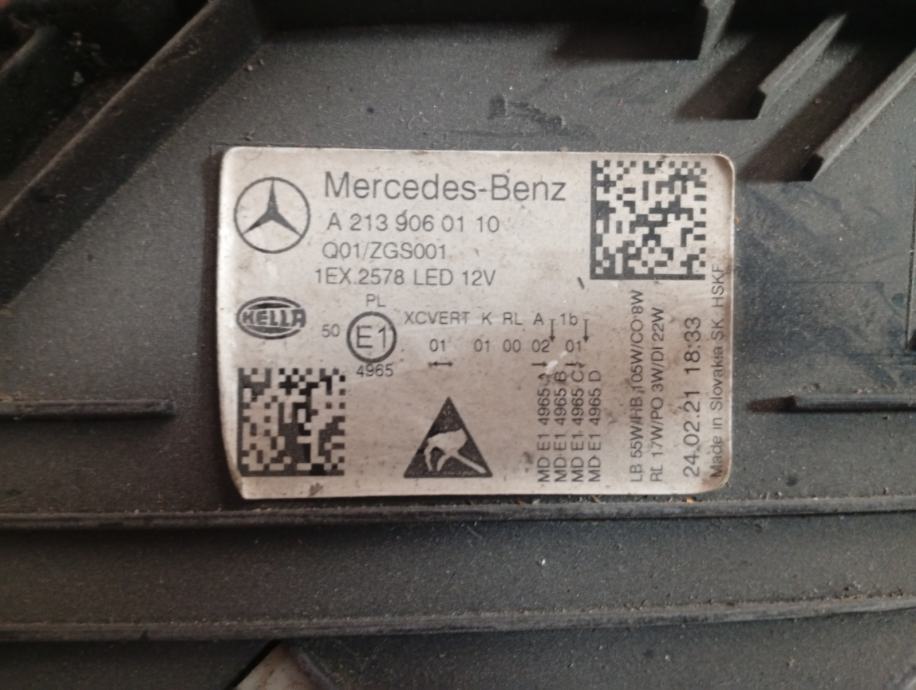 Mercedes-Benz
A 213 906 01 10
Q01/ZGS001
1EX.2578 LED 12V
HELLA
PL
50 E1 XCVERT K RL A 1b
01 01 00 02 01
4965
MD E1 4965 A
MD E1 4965 B
MD E1 4965 C
MD E1 4965 D
LB 55W/HB 105W/CO 8W
RL 17W/PO 3W/DI 22W
24.02.21 18:33
Made in Slovakia SK HSKF